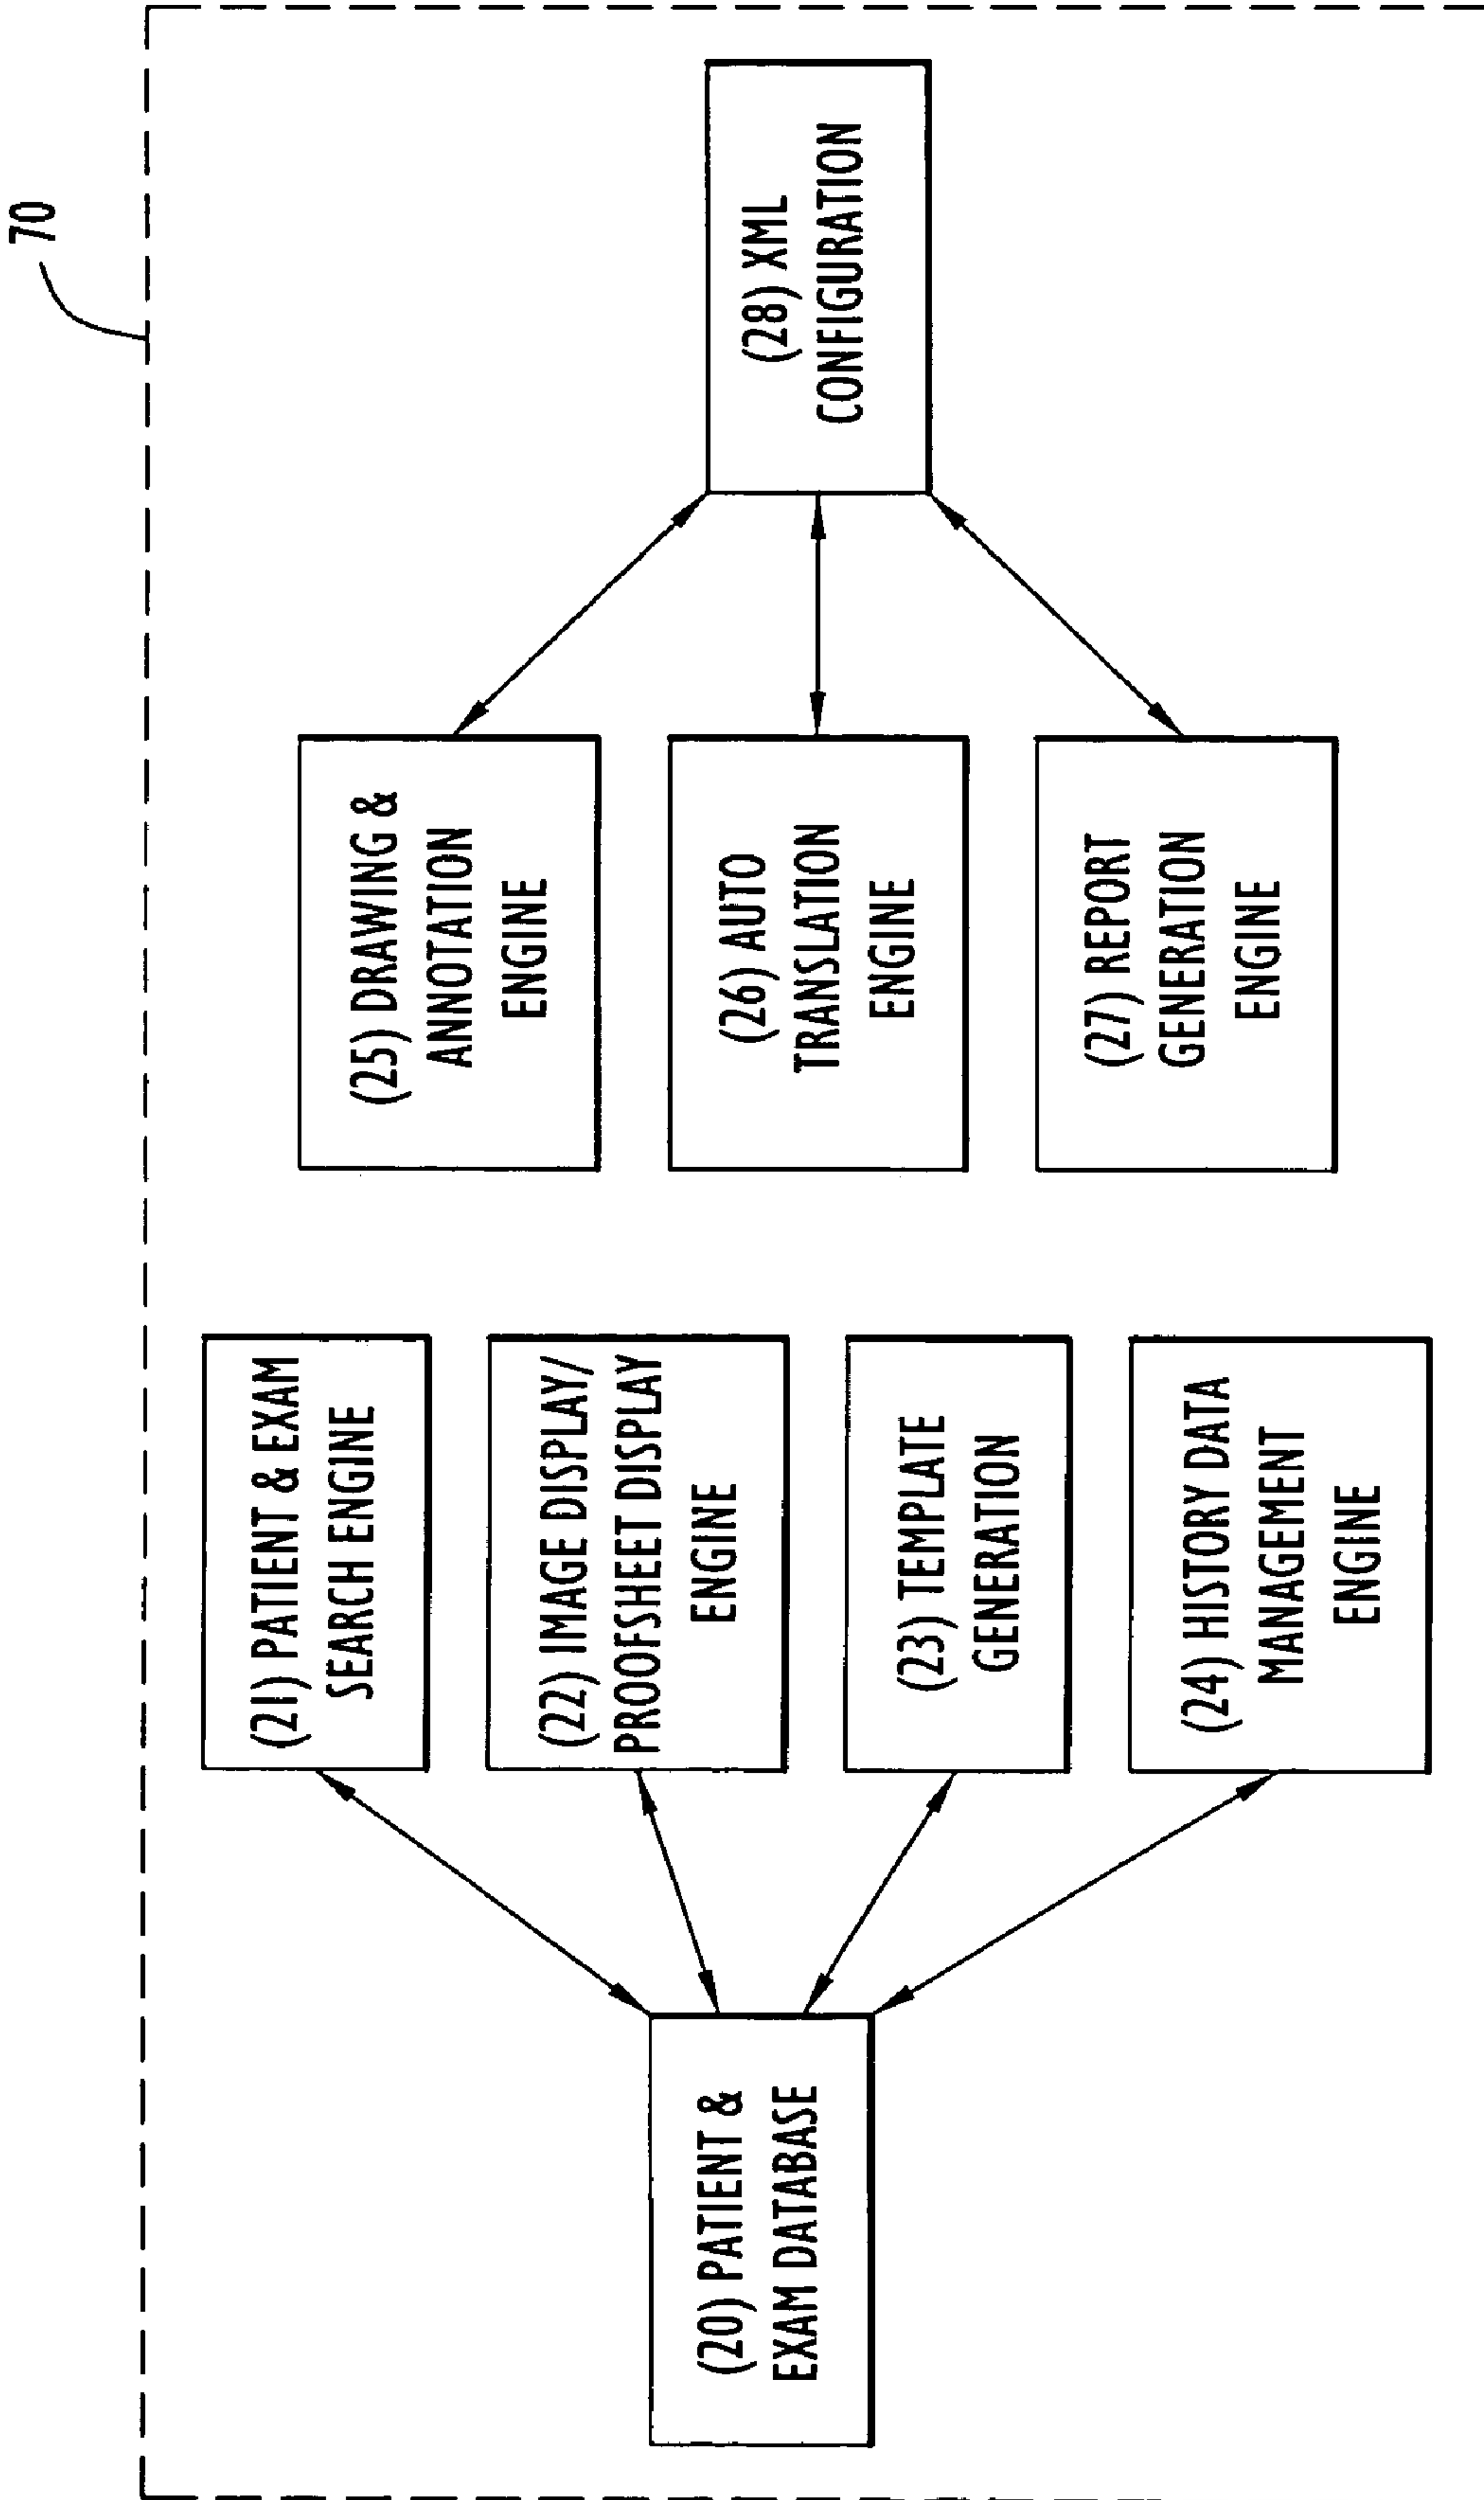 70
(20) PATIENT &
EXAM DATABASE
(21) PATIENT & EXAM
SEARCH ENGINE
(22) IMAGE DISPLAY/
PROOFSHEET DISPLAY
ENGINE
(23) TEMPLATE
GENERATION
(24) HISTORY DATA
MANAGEMENT
ENGINE
(25) DRAWING &
ANNOTATION
ENGINE
(26) AUTO
TRANSLATION
ENGINE
(27) REPORT
GENERATION
ENGINE
(28) XML
CONFIGURATION